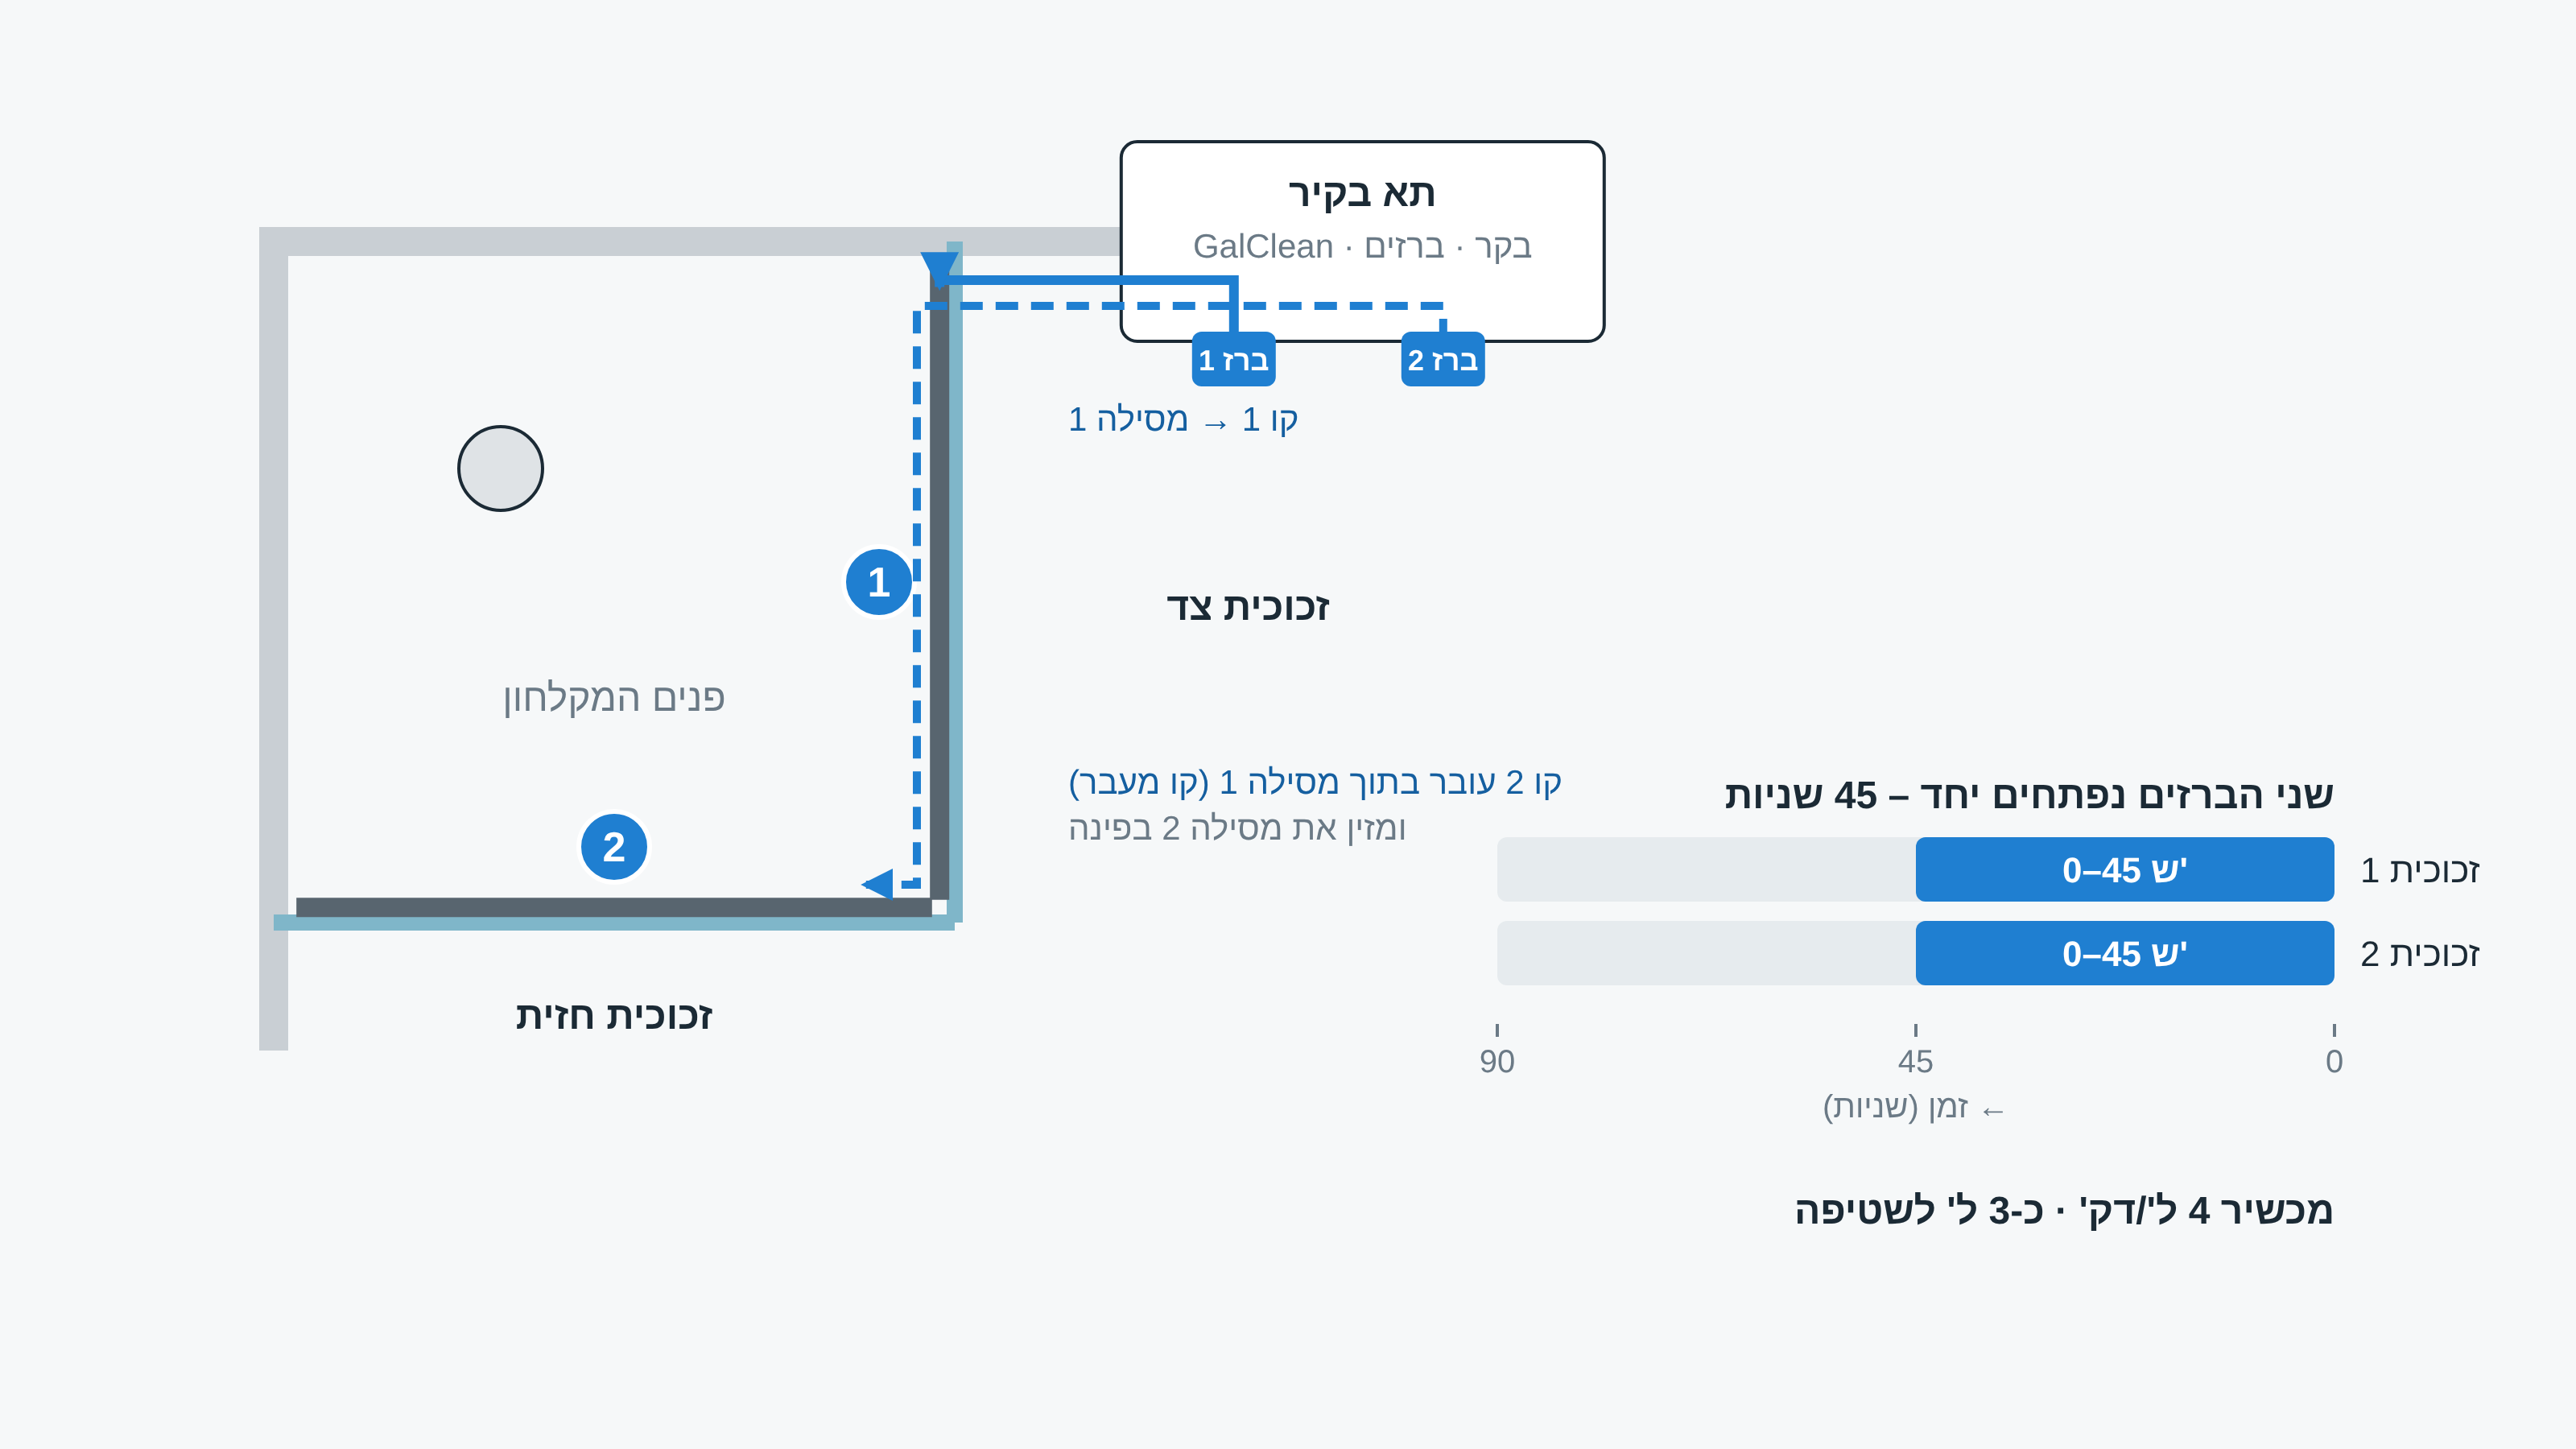 תא בקיר
בקר · ברזים · GalClean
ברז 1
ברז 2
קו 1 → מסילה 1
1
זכוכית צד
פנים המקלחון
קו 2 עובר בתוך מסילה 1 (קו מעבר)
ומזין את מסילה 2 בפינה
2
זכוכית חזית
שני הברזים נפתחים יחד – 45 שניות
זכוכית 1
0–45 ש'
זכוכית 2
0–45 ש'
0
45
90
← זמן (שניות)
מכשיר 4 ל'/דק' · כ-3 ל' לשטיפה